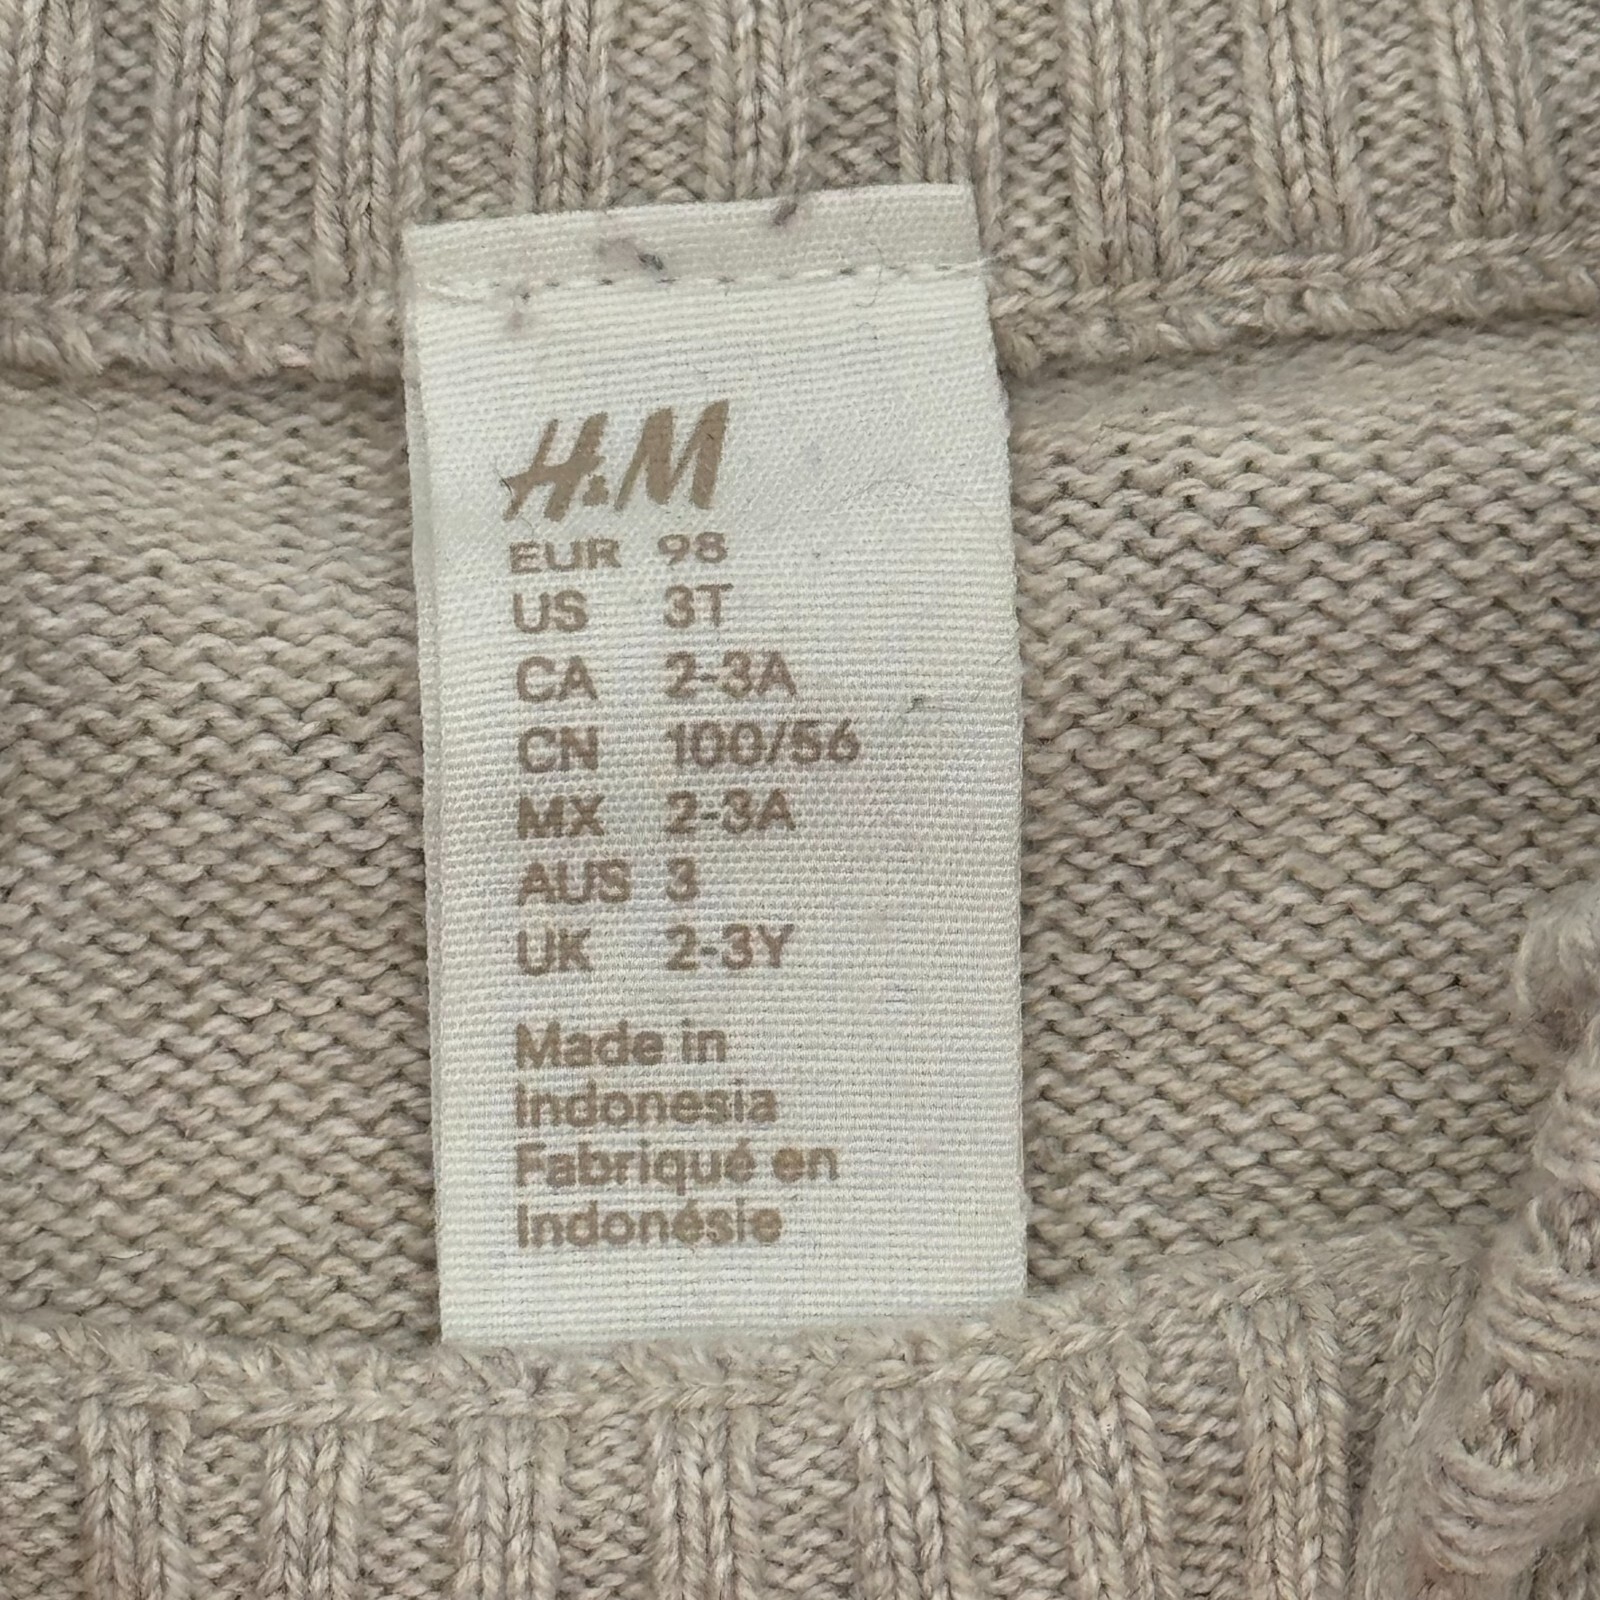 H&M
EUR 98
US 3T
CA 2-3A
CN 100/56
MX 2-3A
AUS 3
UK 2-3Y
Made in
Indonesia
Fabriqué en
Indonésie